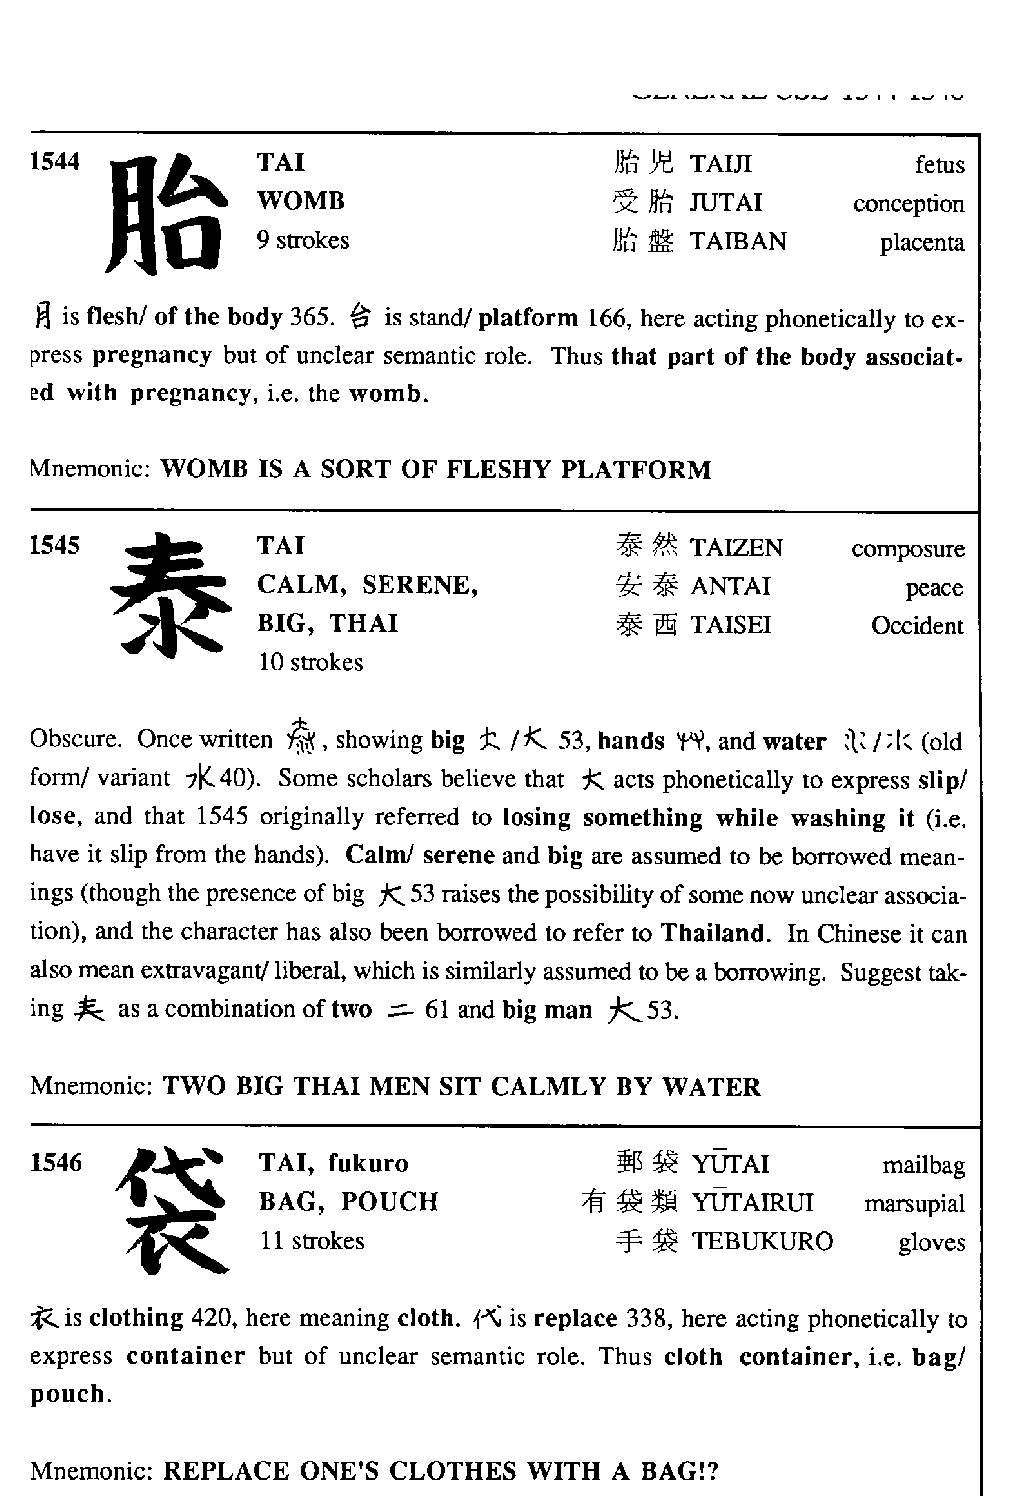 1544 胎 TAI 胎児 TAIJI fetus
WOMB 受胎 JUTAI conception
9 strokes 胎盤 TAIBAN placenta
月 is flesh/ of the body 365. 台 is stand/ platform 166, here acting phonetically to ex-
press pregnancy but of unclear semantic role. Thus that part of the body associat-
ed with pregnancy, i.e. the womb.
Mnemonic: WOMB IS A SORT OF FLESHY PLATFORM
1545 泰 TAI 泰然 TAIZEN composure
CALM, SERENE, 安泰 ANTAI peace
BIG, THAI 泰西 TAISEI Occident
10 strokes
Obscure. Once written , showing big 大 / 大 53, hands , and water / (old
form/ variant 水 40). Some scholars believe that 大 acts phonetically to express slip/
lose, and that 1545 originally referred to losing something while washing it (i.e.
have it slip from the hands). Calm/ serene and big are assumed to be borrowed mean-
ings (though the presence of big 大 53 raises the possibility of some now unclear associa-
tion), and the character has also been borrowed to refer to Thailand. In Chinese it can
also mean extravagant/ liberal, which is similarly assumed to be a borrowing. Suggest tak-
ing 𡗗 as a combination of two 二 61 and big man 大 53.
Mnemonic: TWO BIG THAI MEN SIT CALMLY BY WATER
1546 袋 TAI, fukuro 郵袋 YŪTAI mailbag
BAG, POUCH 有袋類 YŪTAIRUI marsupial
11 strokes 手袋 TEBUKURO gloves
衣 is clothing 420, here meaning cloth. 代 is replace 338, here acting phonetically to
express container but of unclear semantic role. Thus cloth container, i.e. bag/
pouch.
Mnemonic: REPLACE ONE'S CLOTHES WITH A BAG!?